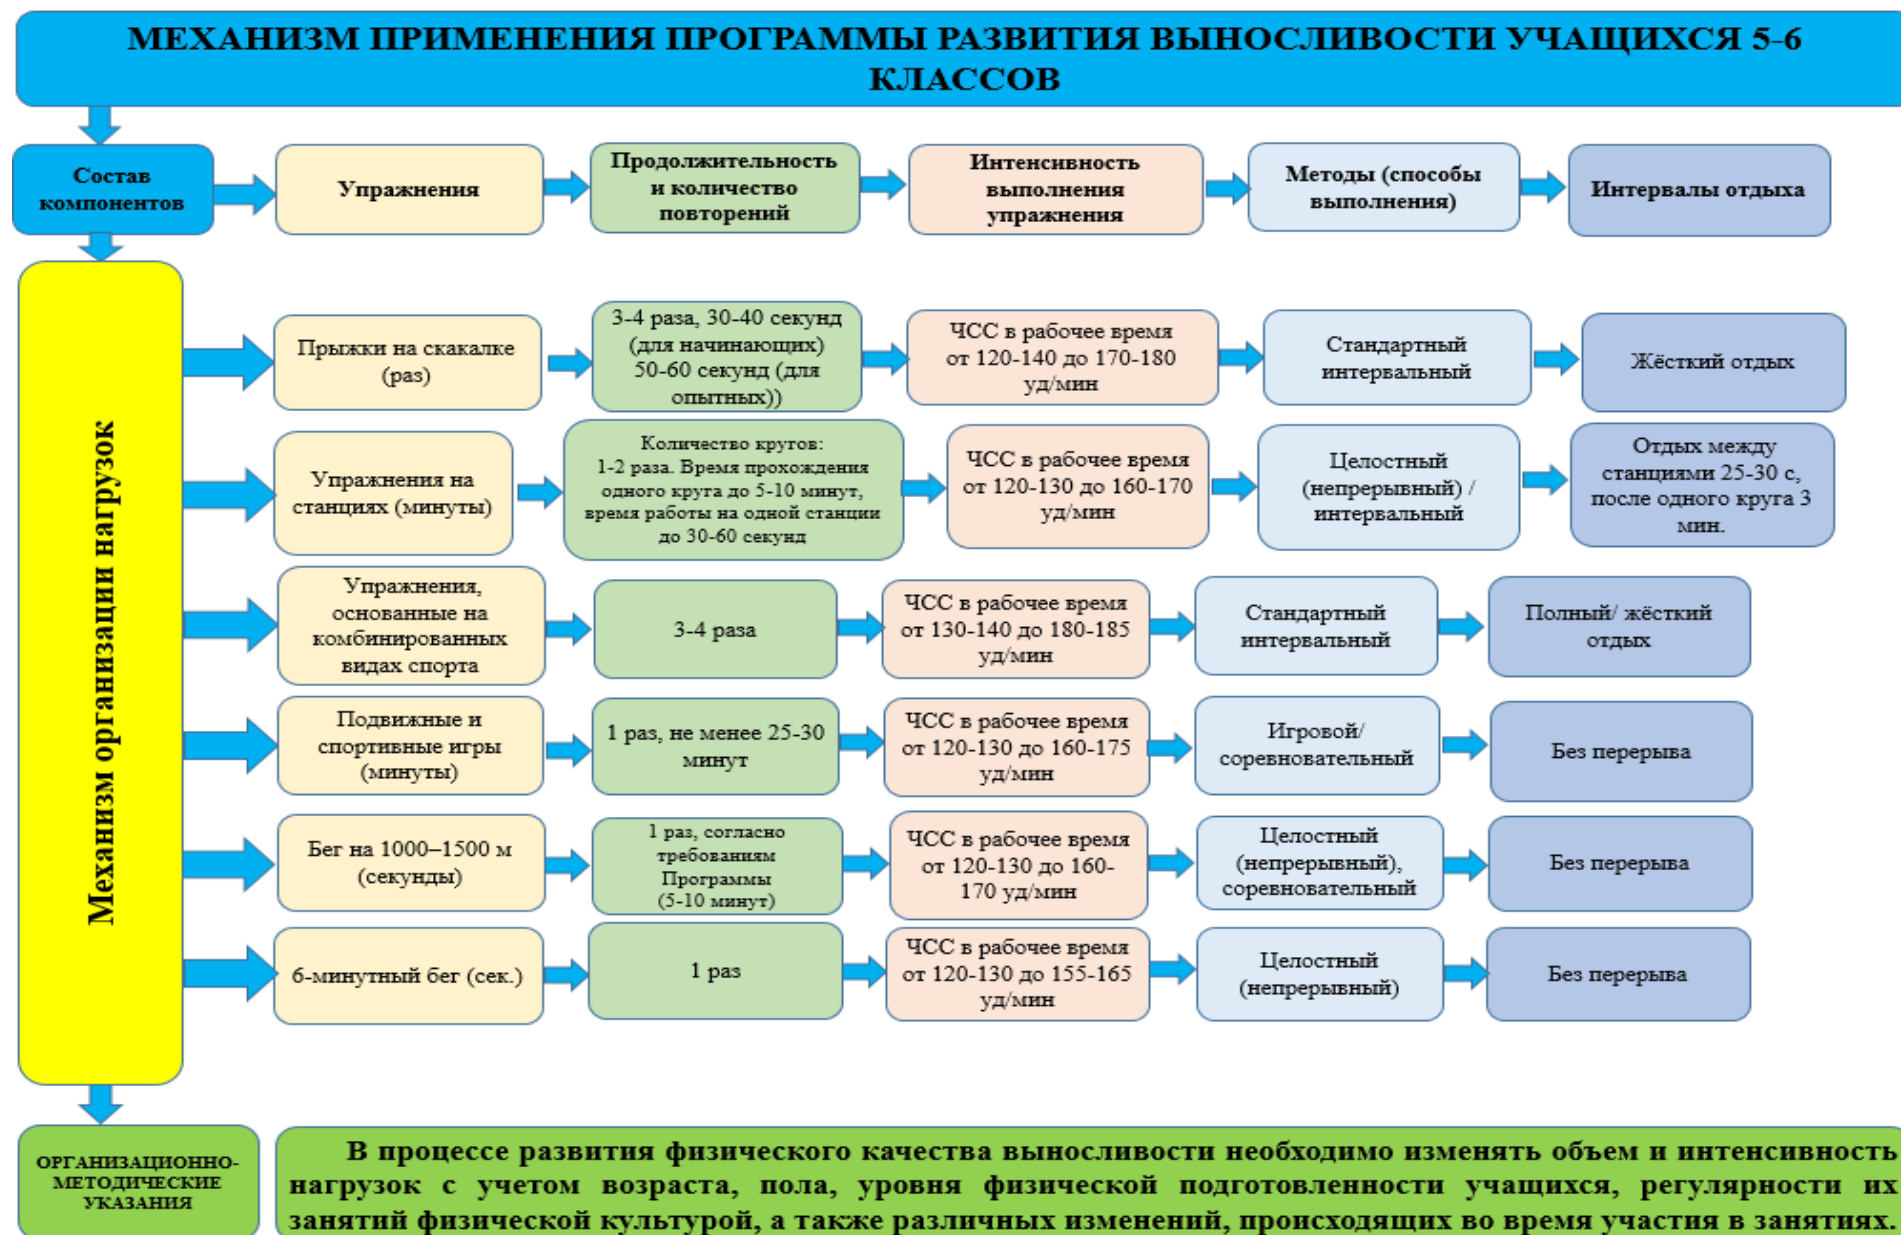 МЕХАНИЗМ ПРИМЕНЕНИЯ ПРОГРАММЫ РАЗВИТИЯ ВЫНОСЛИВОСТИ УЧАЩИХСЯ 5-6
КЛАССОВ
Состав
компонентов
Упражнения
Продолжительность
и количество
повторений
Интенсивность
выполнения
упражнения
Методы (способы
выполнения)
Интервалы отдыха
Механизм организации нагрузок
Прыжки на скакалке
(раз)
3-4 раза, 30-40 секунд
(для начинающих)
50-60 секунд (для
опытных))
ЧСС в рабочее время
от 120-140 до 170-180
уд/мин
Стандартный
интервальный
Жёсткий отдых
Упражнения на
станциях (минуты)
Количество кругов:
1-2 раза. Время прохождения
одного круга до 5-10 минут,
время работы на одной станции
до 30-60 секунд
ЧСС в рабочее время
от 120-130 до 160-170
уд/мин
Целостный
(непрерывный) /
интервальный
Отдых между
станциями 25-30 с,
после одного круга 3
мин.
Упражнения,
основанные на
комбинированных
видах спорта
3-4 раза
ЧСС в рабочее время
от 130-140 до 180-185
уд/мин
Стандартный
интервальный
Полный/ жёсткий
отдых
Подвижные и
спортивные игры
(минуты)
1 раз, не менее 25-30
минут
ЧСС в рабочее время
от 120-130 до 160-175
уд/мин
Игровой/
соревновательный
Без перерыва
Бег на 1000–1500 м
(секунды)
1 раз, согласно
требованиям
Программы
(5-10 минут)
ЧСС в рабочее время
от 120-130 до 160-
170 уд/мин
Целостный
(непрерывный),
соревновательный
Без перерыва
6-минутный бег (сек.)
1 раз
ЧСС в рабочее время
от 120-130 до 155-165
уд/мин
Целостный
(непрерывный)
Без перерыва
ОРГАНИЗАЦИОННО-
МЕТОДИЧЕСКИЕ
УКАЗАНИЯ
В процессе развития физического качества выносливости необходимо изменять объем и интенсивность
нагрузок с учетом возраста, пола, уровня физической подготовленности учащихся, регулярности их
занятий физической культурой, а также различных изменений, происходящих во время участия в занятиях.